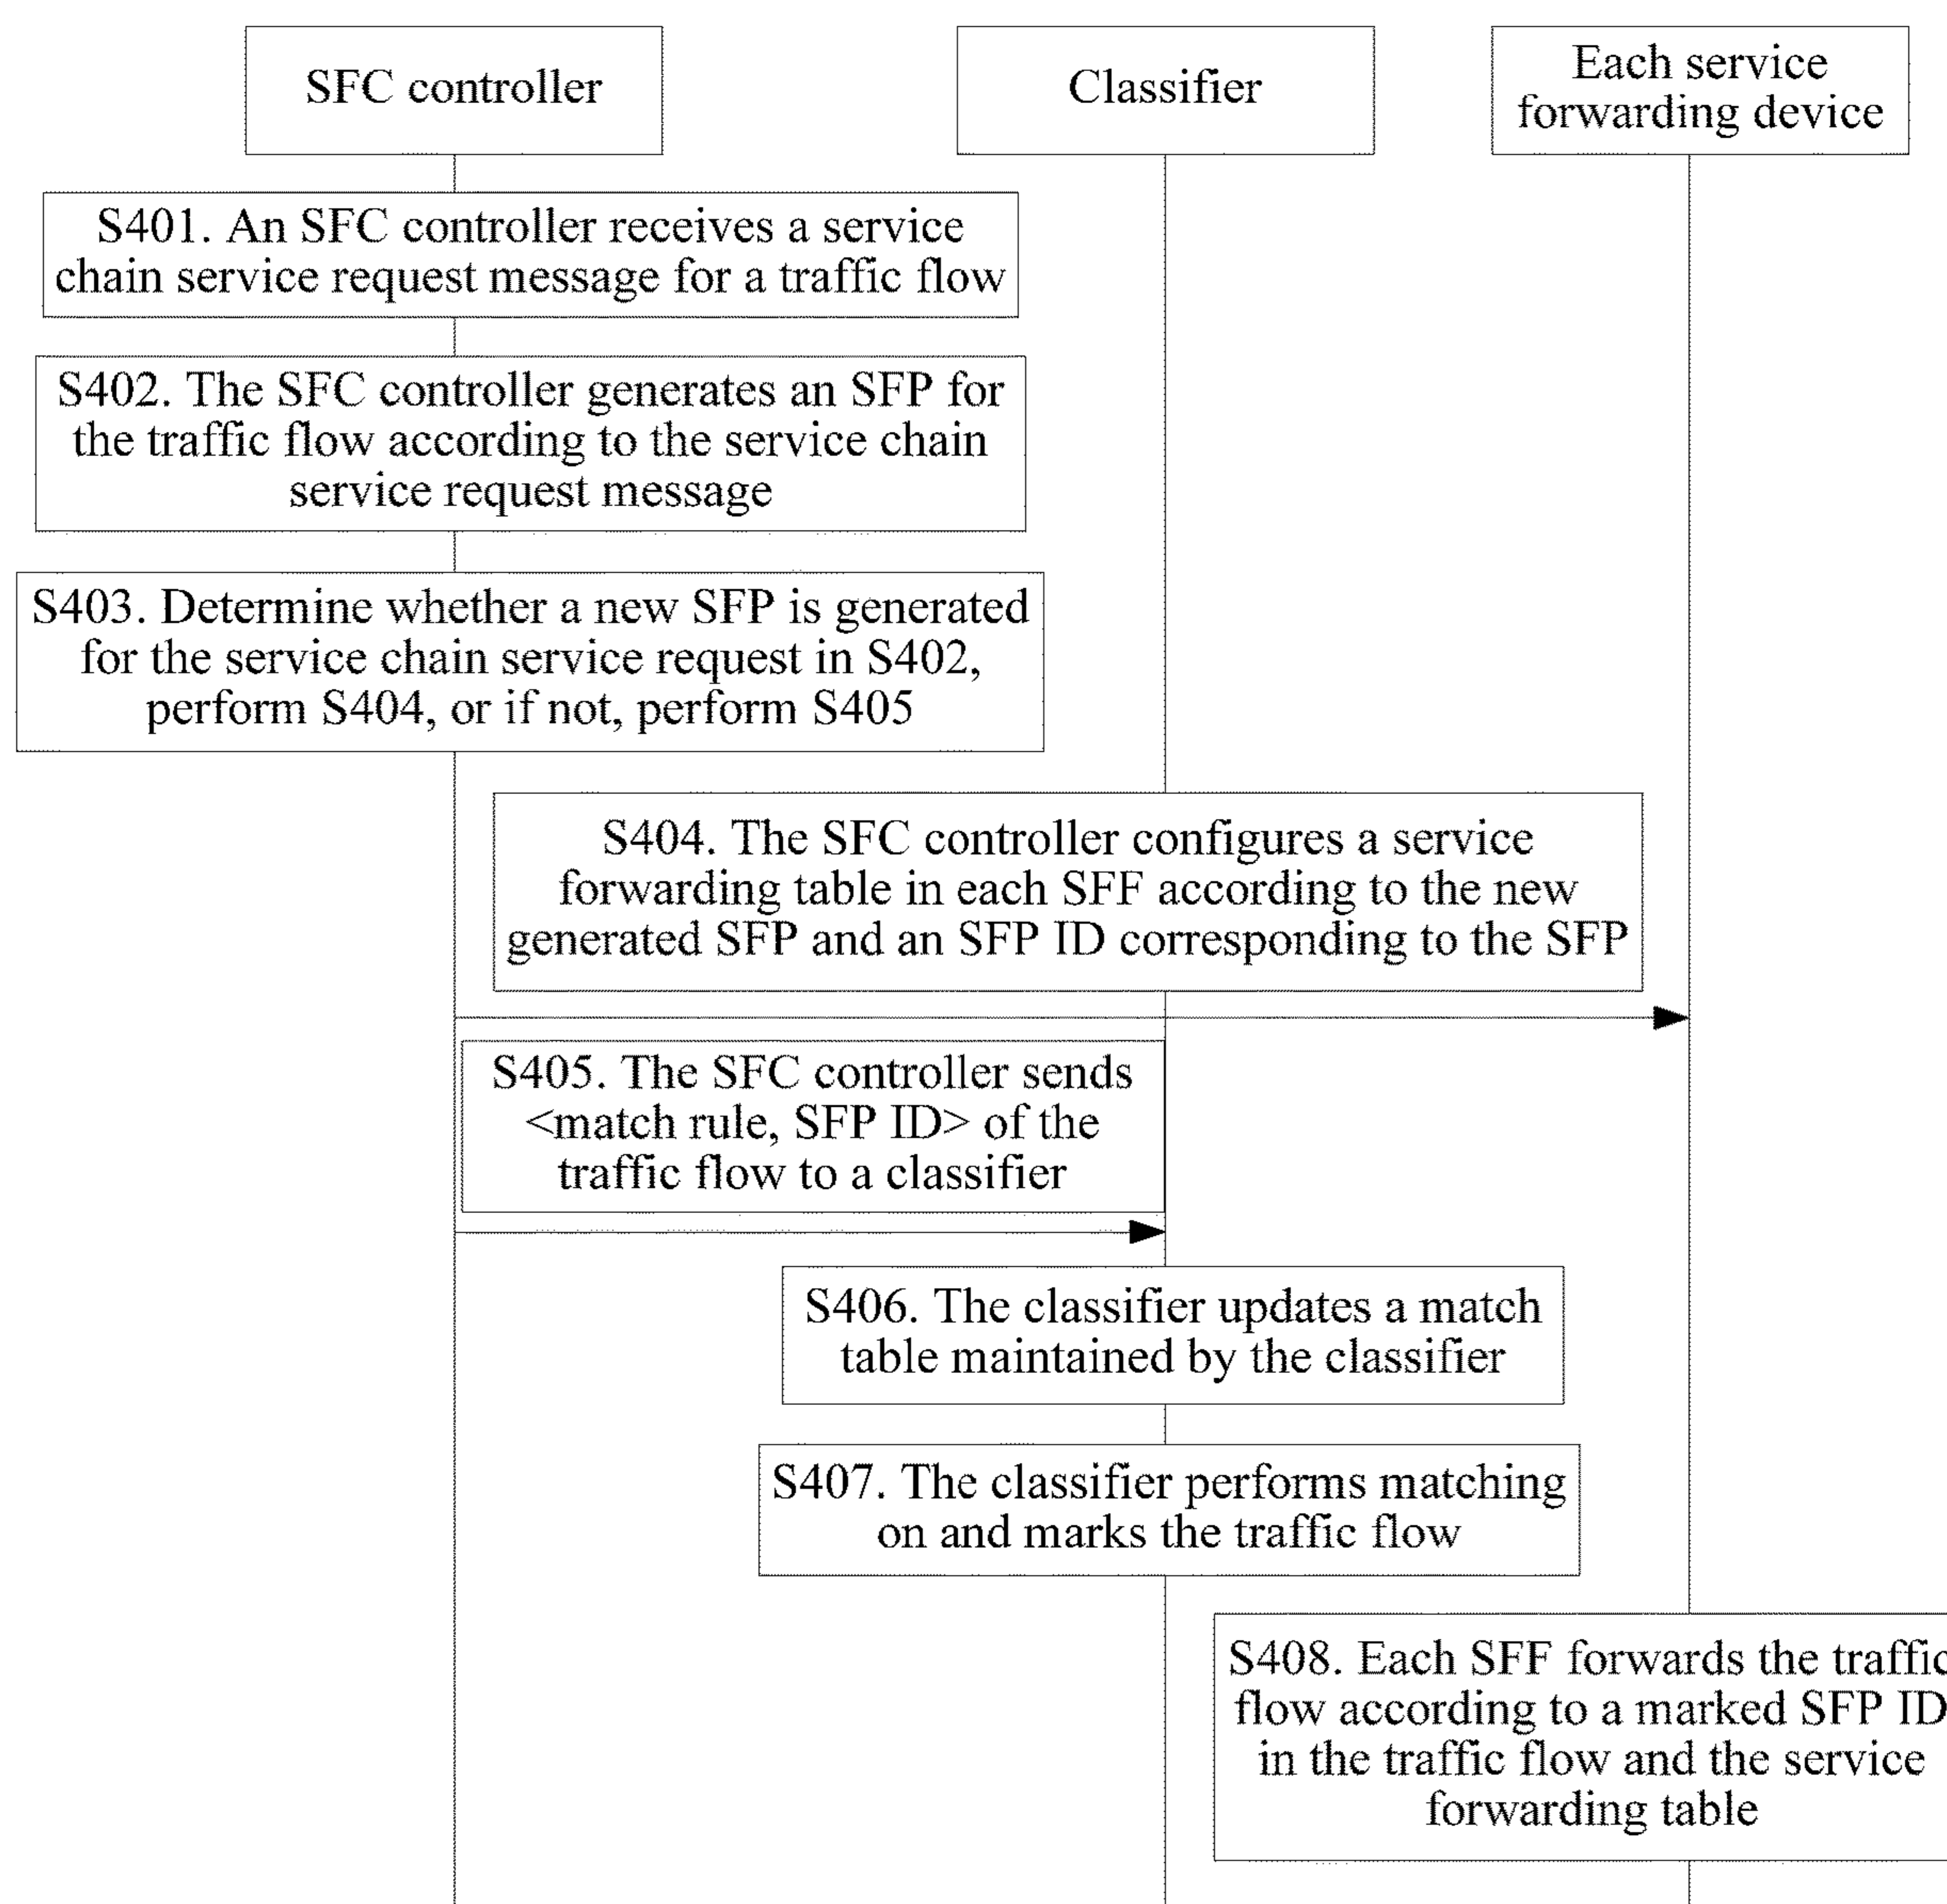 SFC controller
Classifier
Each service
forwarding device
S401. An SFC controller receives a service
chain service request message for a traffic flow
S402. The SFC controller generates an SFP for
the traffic flow according to the service chain
service request message
S403. Determine whether a new SFP is generated
for the service chain service request in S402,
perform S404, or if not, perform S405
S404. The SFC controller configures a service
forwarding table in each SFF according to the new
generated SFP and an SFP ID corresponding to the SFP
S405. The SFC controller sends
<match rule, SFP ID> of the
traffic flow to a classifier
S406. The classifier updates a match
table maintained by the classifier
S407. The classifier performs matching
on and marks the traffic flow
S408. Each SFF forwards the traffic
flow according to a marked SFP ID
in the traffic flow and the service
forwarding table